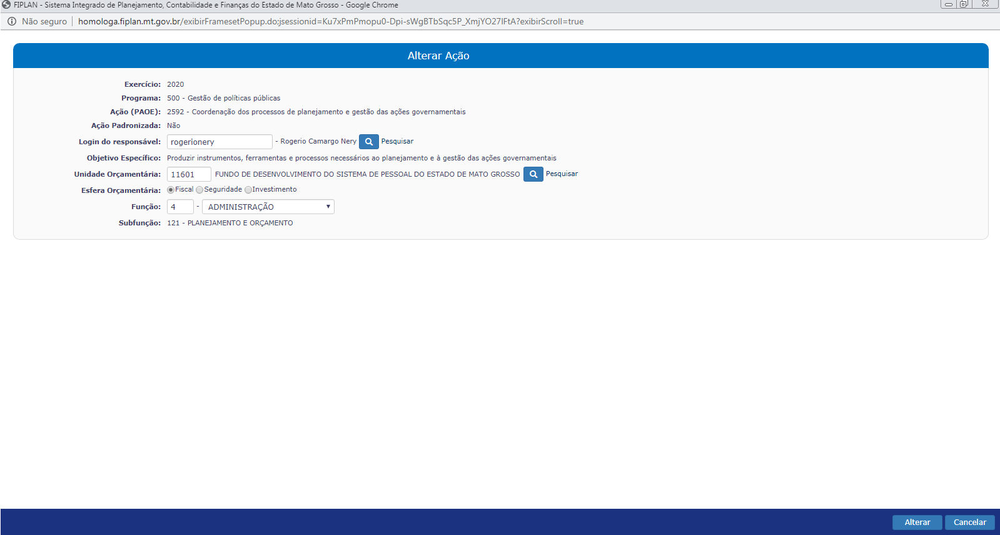 FIPLAN - Sistema Integrado de Planejamento, Contabilidade e Finanças do Estado de Mato Grosso - Google Chrome
Não seguro | homologa.fiplan.mt.gov.br/exibirFramesetPopup.do;jsessionid=Ku7xPmPmopu0-Dpi-sWgBTbSqc5P_XmjYO27IFtA?exibirScroll=true
Alterar Ação
Exercício: 2020
Programa: 500 - Gestão de políticas públicas
Ação (PAOE): 2592 - Coordenação dos processos de planejamento e gestão das ações governamentais
Ação Padronizada: Não
Login do responsável: rogerionery - Rogerio Camargo Nery Pesquisar
Objetivo Específico: Produzir instrumentos, ferramentas e processos necessários ao planejamento e à gestão das ações governamentais
Unidade Orçamentária: 11601 FUNDO DE DESENVOLVIMENTO DO SISTEMA DE PESSOAL DO ESTADO DE MATO GROSSO Pesquisar
Esfera Orçamentária: Fiscal Seguridade Investimento
Função: 4 - ADMINISTRAÇÃO
Subfunção: 121 - PLANEJAMENTO E ORÇAMENTO
Alterar Cancelar